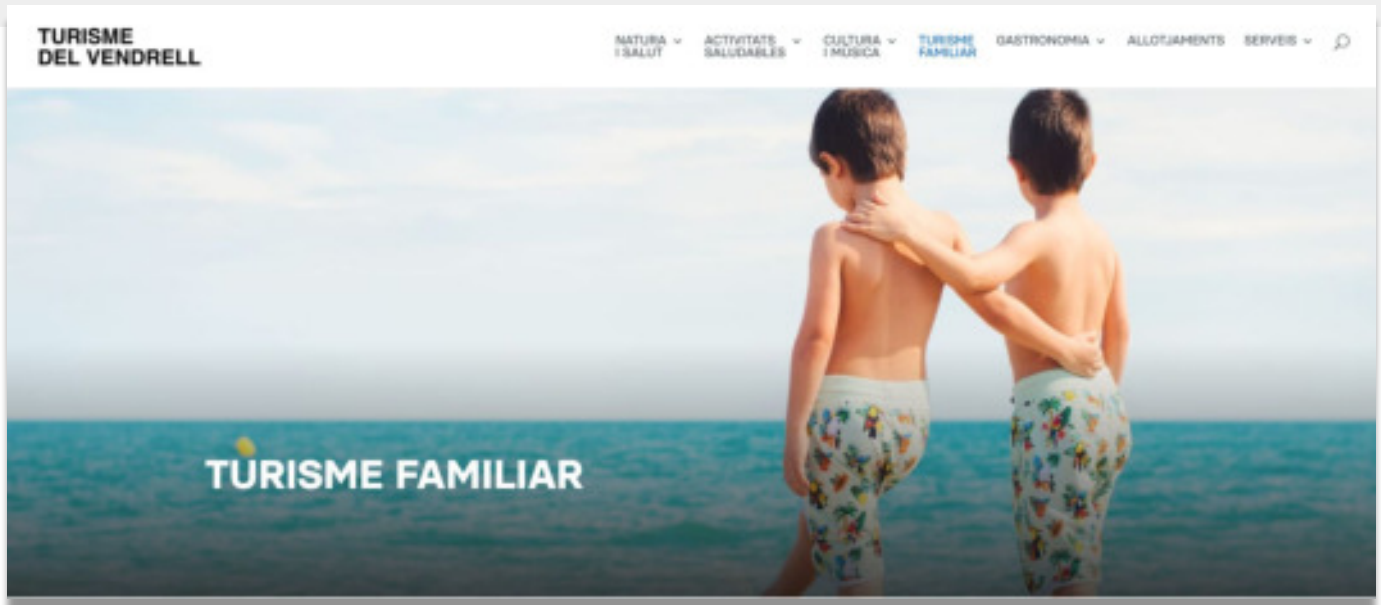 TURISME
DEL VENDRELL
NATURA
I SALUT
ACTIVITATS
SALUDABLES
CULTURA
I MÚSICA
TURISME
FAMILIAR
GASTRONOMIA
ALLOTJAMENTS
SERVEIS
TURISME FAMILIAR